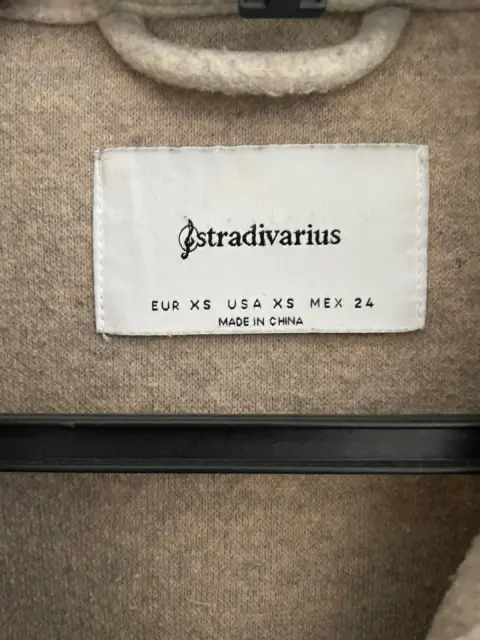 stradivarius
EUR XS USA XS MEX 24
MADE IN CHINA